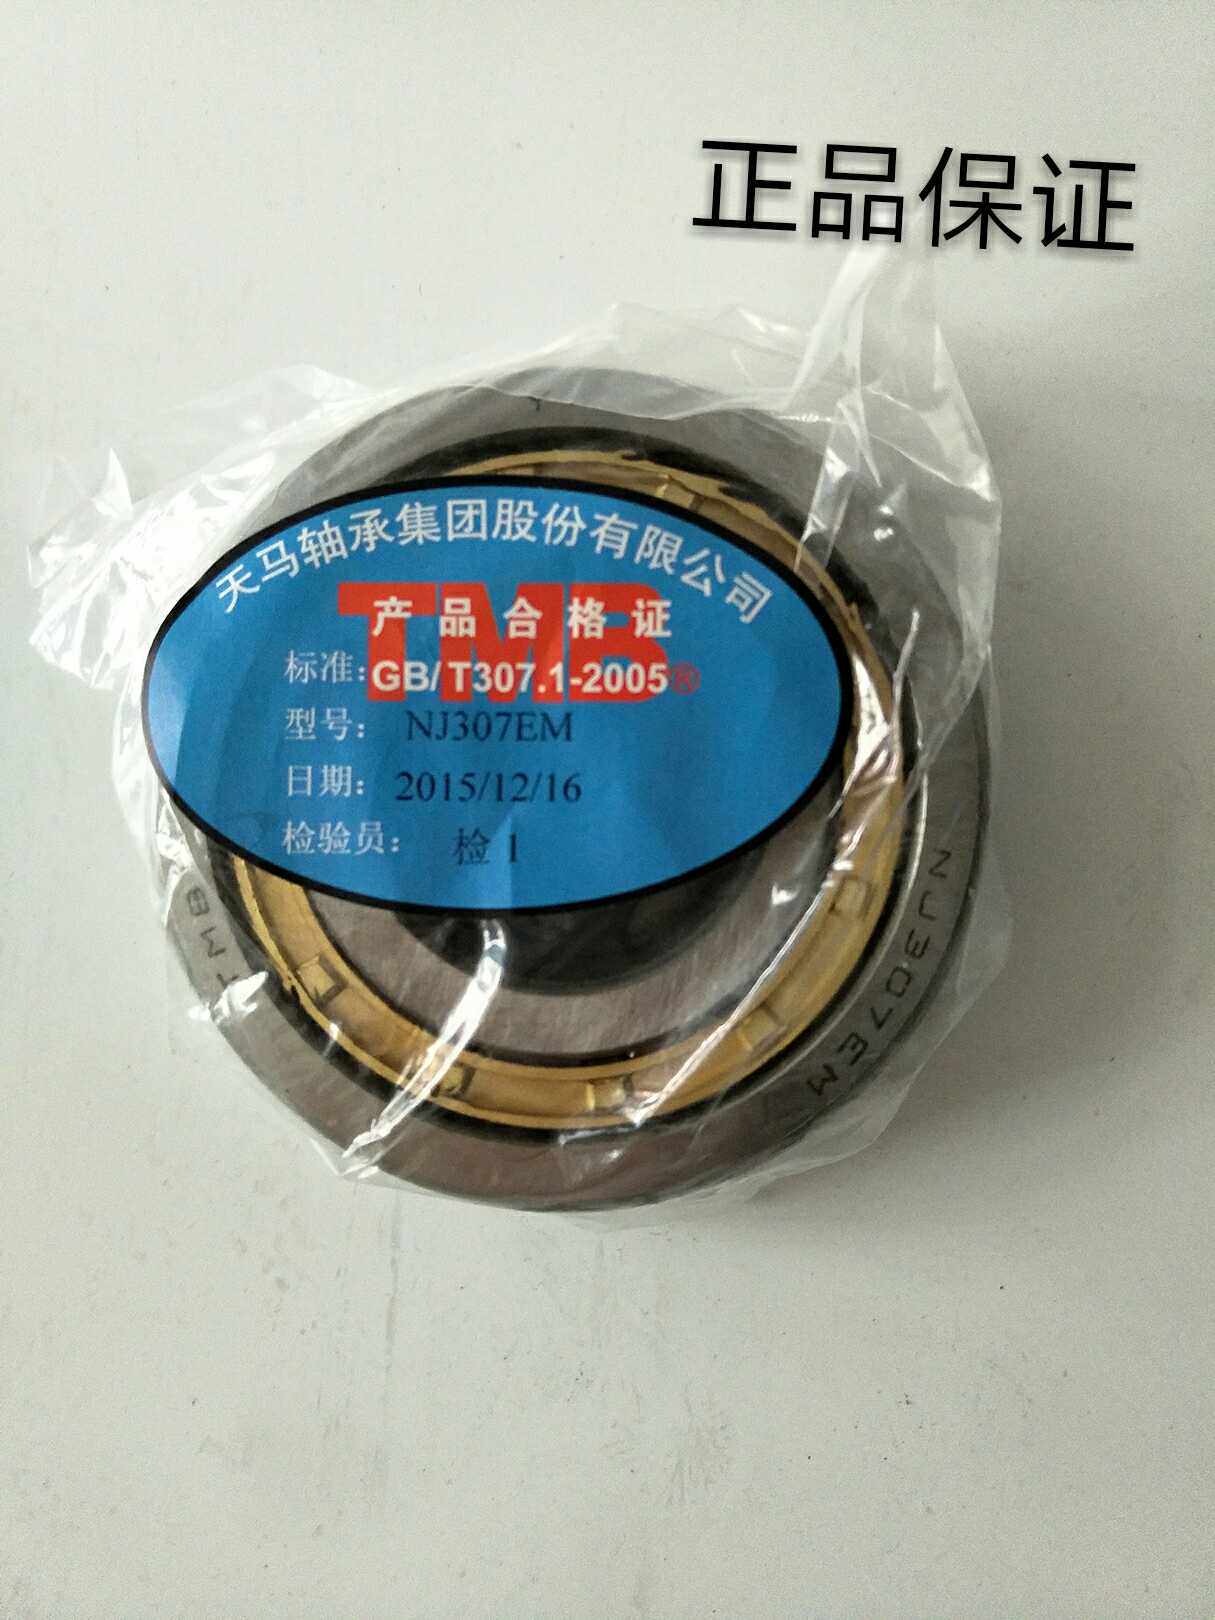 正品保证
天马轴承集团股份有限公司
TMB®
产品合格证
标准：GB/T307.1-2005
型号： NJ307EM
日期： 2015/12/16
检验员： 检 1
TMB
NJ307EM